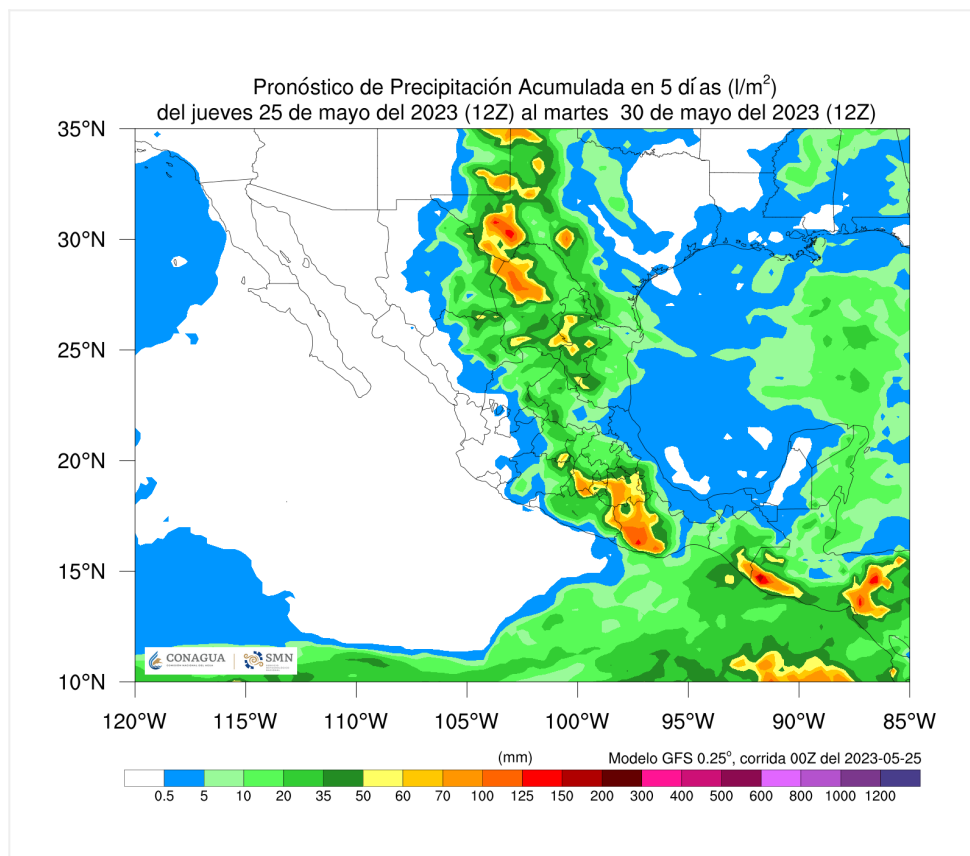 Pronóstico de Precipitación Acumulada en 5 dí as (l/m²)
del jueves 25 de mayo del 2023 (12Z) al martes 30 de mayo del 2023 (12Z)
35°N
30°N
25°N
20°N
15°N
10°N
CONAGUA
SMN
120°W 115°W 110°W 105°W 100°W 95°W 90°W 85°W
(mm)
Modelo GFS 0.25°, corrida 00Z del 2023-05-25
0.5 5 10 20 35 50 60 70 100 125 150 200 300 400 500 600 800 1000 1200